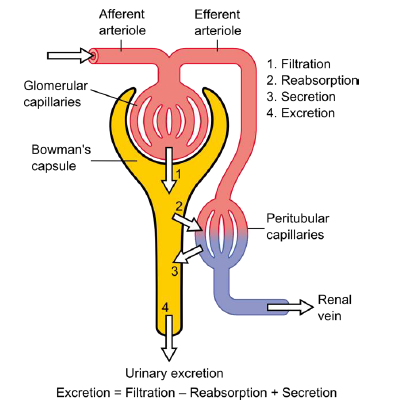 Afferent
arteriole
Efferent
arteriole
1. Filtration
2. Reabsorption
3. Secretion
4. Excretion
Glomerular
capillaries
Bowman's
capsule
1
2
Peritubular
capillaries
3
4
Renal
vein
Urinary excretion
Excretion = Filtration – Reabsorption + Secretion